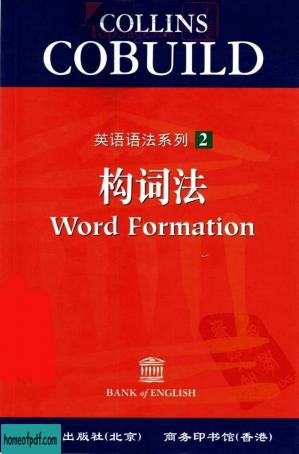 COLLINS
COBUILD
英语语法系列 2
构词法
Word Formation
BANK of ENGLISH
出版社(北京) 商务印书馆(香港)
homeofpdf.com